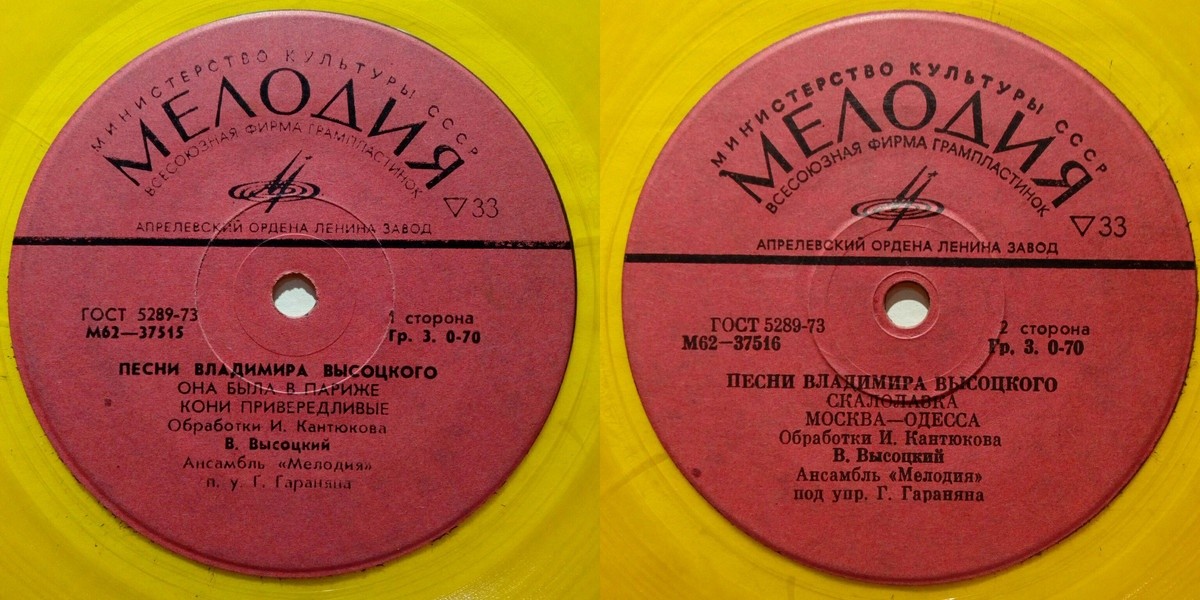 МИНИСТЕРСТВО КУЛЬТУРЫ СССР
МЕЛОДИЯ
ВСЕСОЮЗНАЯ ФИРМА ГРАМПЛАСТИНОК
▽33
АПРЕЛЕВСКИЙ ОРДЕНА ЛЕНИНА ЗАВОД
ГОСТ 5289-73
1 сторона
М62—37515
Гр. 3. 0-70
ПЕСНИ ВЛАДИМИРА ВЫСОЦКОГО
ОНА БЫЛА В ПАРИЖЕ
КОНИ ПРИВЕРЕДЛИВЫЕ
Обработки И. Кантюкова
В. Высоцкий
Ансамбль «Мелодия»
п. у. Г. Гараняна
МИНИСТЕРСТВО КУЛЬТУРЫ СССР
МЕЛОДИЯ
ВСЕСОЮЗНАЯ ФИРМА ГРАМПЛАСТИНОК
▽33
АПРЕЛЕВСКИЙ ОРДЕНА ЛЕНИНА ЗАВОД
ГОСТ 5289-73
2 сторона
М62—37516
Гр. 3. 0-70
ПЕСНИ ВЛАДИМИРА ВЫСОЦКОГО
СКАЛОЛАВКА
МОСКВА—ОДЕССА
Обработки И. Кантюкова
В. Высоцкий
Ансамбль «Мелодия»
под упр. Г. Гараняна